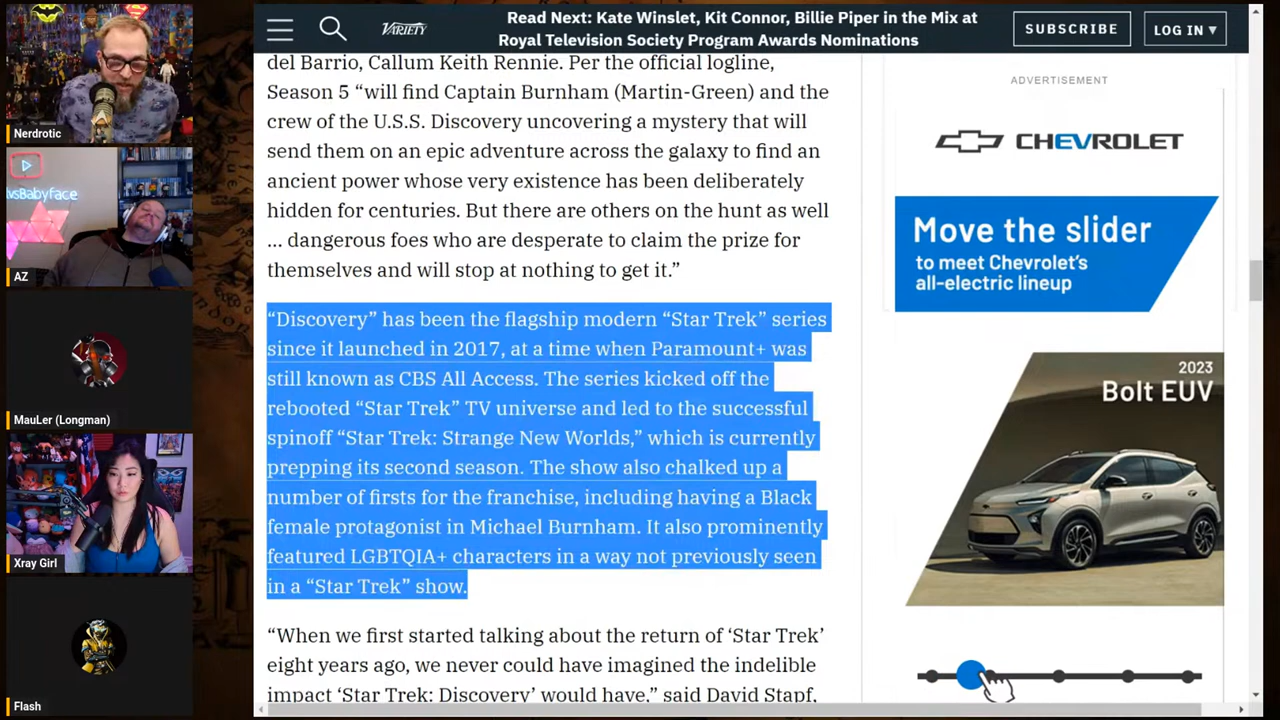 Nerdrotic
vsBabyface
AZ
MauLer (Longman)
Xray Girl
Flash
VARIETY
Read Next: Kate Winslet, Kit Connor, Billie Piper in the Mix at
Royal Television Society Program Awards Nominations
SUBSCRIBE
LOG IN ▾
del Barrio, Callum Keith Rennie. Per the official logline,
Season 5 “will find Captain Burnham (Martin-Green) and the
crew of the U.S.S. Discovery uncovering a mystery that will
send them on an epic adventure across the galaxy to find an
ancient power whose very existence has been deliberately
hidden for centuries. But there are others on the hunt as well
… dangerous foes who are desperate to claim the prize for
themselves and will stop at nothing to get it.”
“Discovery” has been the flagship modern “Star Trek” series
since it launched in 2017, at a time when Paramount+ was
still known as CBS All Access. The series kicked off the
rebooted “Star Trek” TV universe and led to the successful
spinoff “Star Trek: Strange New Worlds,” which is currently
prepping its second season. The show also chalked up a
number of firsts for the franchise, including having a Black
female protagonist in Michael Burnham. It also prominently
featured LGBTQIA+ characters in a way not previously seen
in a “Star Trek” show.
“When we first started talking about the return of ‘Star Trek’
eight years ago, we never could have imagined the indelible
impact ‘Star Trek: Discovery’ would have,” said David Stapf,
ADVERTISEMENT
CHEVROLET
Move the slider
to meet Chevrolet’s
all-electric lineup
2023
Bolt EUV